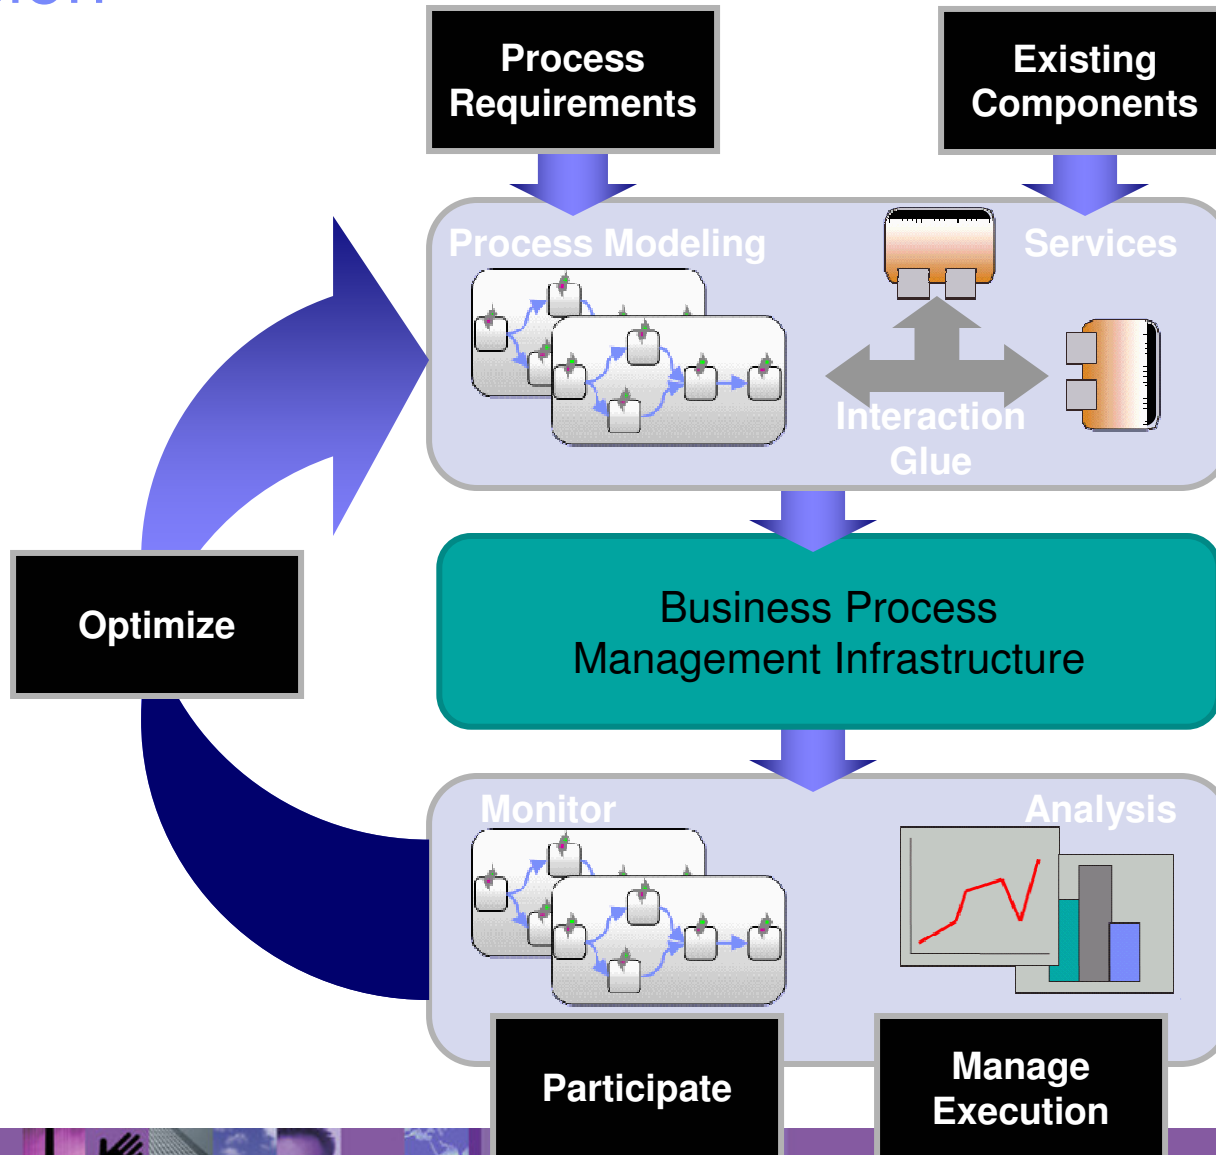 Process
Requirements
Existing
Components
Process Modeling
Services
Interaction
Glue
Business Process
Management Infrastructure
Optimize
Monitor
Analysis
Participate
Manage
Execution